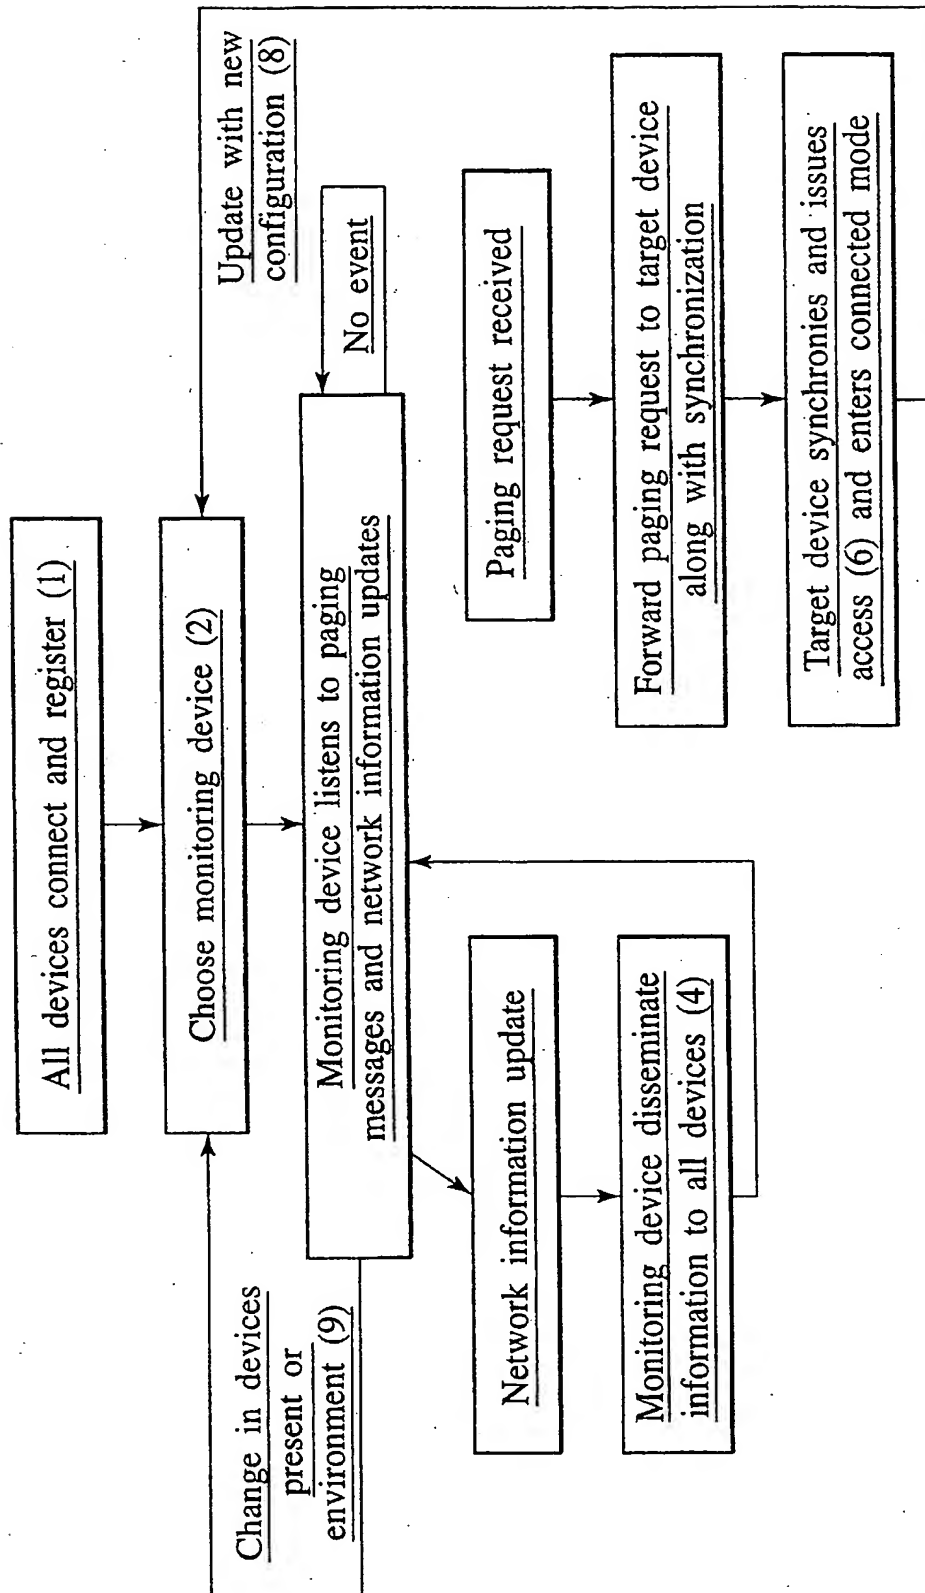 All devices connect and register (1)
Choose monitoring device (2)
Update with new
configuration (8)
Change in devices
present or
environment (9)
Monitoring device listens to paging
messages and network information updates
No event
Network information update
Monitoring device disseminate
information to all devices (4)
Paging request received
Forward paging request to target device
along with synchronization
Target device synchronies and issues
access (6) and enters connected mode